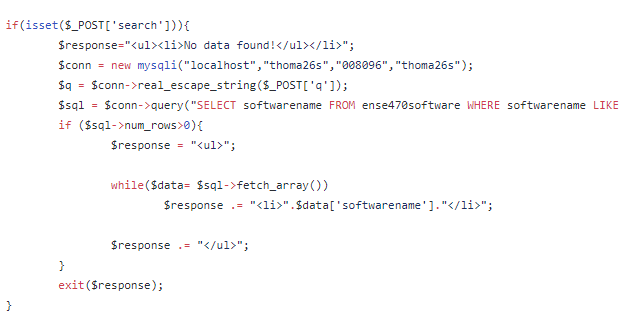 if(isset($_POST['search'])){
$response="<ul><li>No data found!</ul></li>";
$conn = new mysqli("localhost","thoma26s","008096","thoma26s");
$q = $conn->real_escape_string($_POST['q']);
$sql = $conn->query("SELECT softwarename FROM ense470software WHERE softwarename LIKE
if ($sql->num_rows>0){
$response = "<ul>";
while($data= $sql->fetch_array())
$response .= "<li>".$data['softwarename']."</li>";
$response .= "</ul>";
}
exit($response);
}